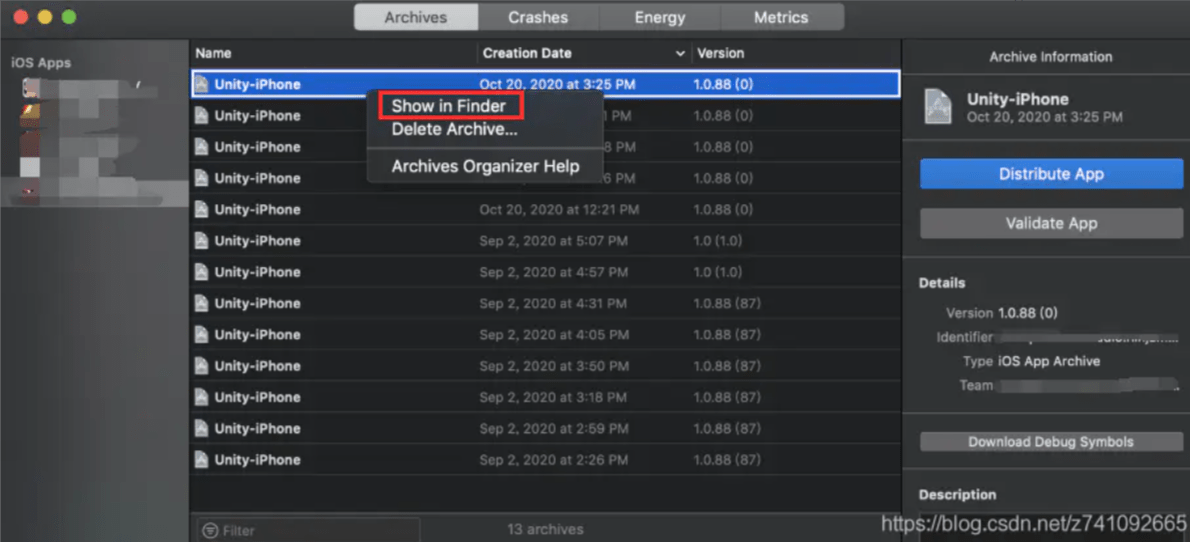 Archives Crashes Energy Metrics
iOS Apps
Name Creation Date Version
Unity-iPhone Oct 20, 2020 at 3:25 PM 1.0.88 (0)
Unity-iPhone 1 PM 1.0.88 (0)
Unity-iPhone 8 PM 1.0.88 (0)
Unity-iPhone 6 PM 1.0.88 (0)
Unity-iPhone Oct 20, 2020 at 12:21 PM 1.0.88 (0)
Unity-iPhone Sep 2, 2020 at 5:07 PM 1.0 (1.0)
Unity-iPhone Sep 2, 2020 at 4:57 PM 1.0 (1.0)
Unity-iPhone Sep 2, 2020 at 4:31 PM 1.0.88 (87)
Unity-iPhone Sep 2, 2020 at 4:05 PM 1.0.88 (87)
Unity-iPhone Sep 2, 2020 at 3:50 PM 1.0.88 (87)
Unity-iPhone Sep 2, 2020 at 3:18 PM 1.0.88 (87)
Unity-iPhone Sep 2, 2020 at 2:59 PM 1.0.88 (87)
Unity-iPhone Sep 2, 2020 at 2:26 PM 1.0.88 (87)
Show in Finder
Delete Archive...
Archives Organizer Help
Filter 13 archives
Archive Information
Unity-iPhone
Oct 20, 2020 at 3:25 PM
Distribute App
Validate App
Details
Version 1.0.88 (0)
Identifier
Type iOS App Archive
Team
Download Debug Symbols
Description
https://blog.csdn.net/z741092665